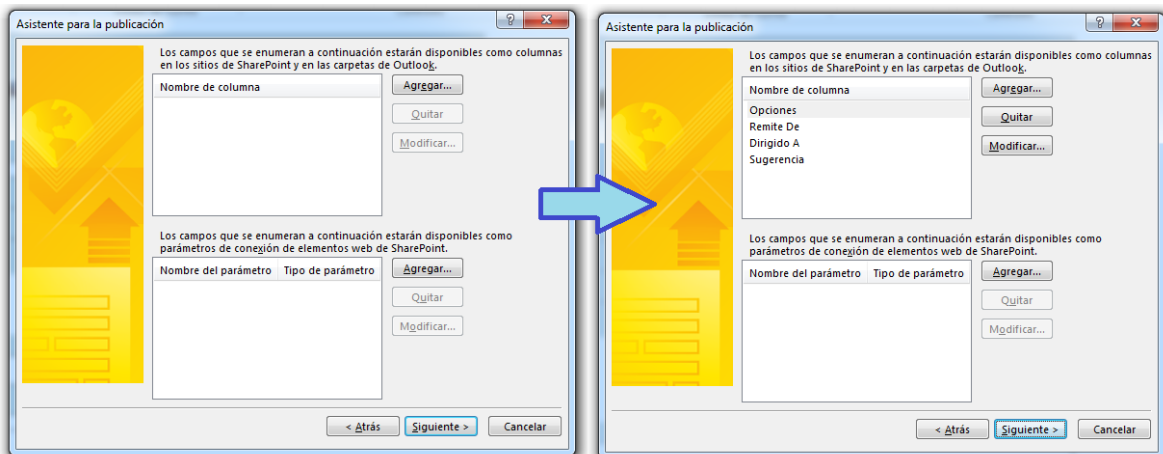 Asistente para la publicación
Los campos que se enumeran a continuación estarán disponibles como columnas
en los sitios de SharePoint y en las carpetas de Outlook.
Nombre de columna
Agregar...
Quitar
Modificar...
Los campos que se enumeran a continuación estarán disponibles como
parámetros de conexión de elementos web de SharePoint.
Nombre del parámetro Tipo de parámetro
Agregar...
Quitar
Modificar...
< Atrás Siguiente > Cancelar
Asistente para la publicación
Los campos que se enumeran a continuación estarán disponibles como columnas
en los sitios de SharePoint y en las carpetas de Outlook.
Nombre de columna
Agregar...
Opciones
Quitar
Remite De
Dirigido A
Modificar...
Sugerencia
Los campos que se enumeran a continuación estarán disponibles como
parámetros de conexión de elementos web de SharePoint.
Nombre del parámetro Tipo de parámetro
Agregar...
Quitar
Modificar...
< Atrás Siguiente > Cancelar